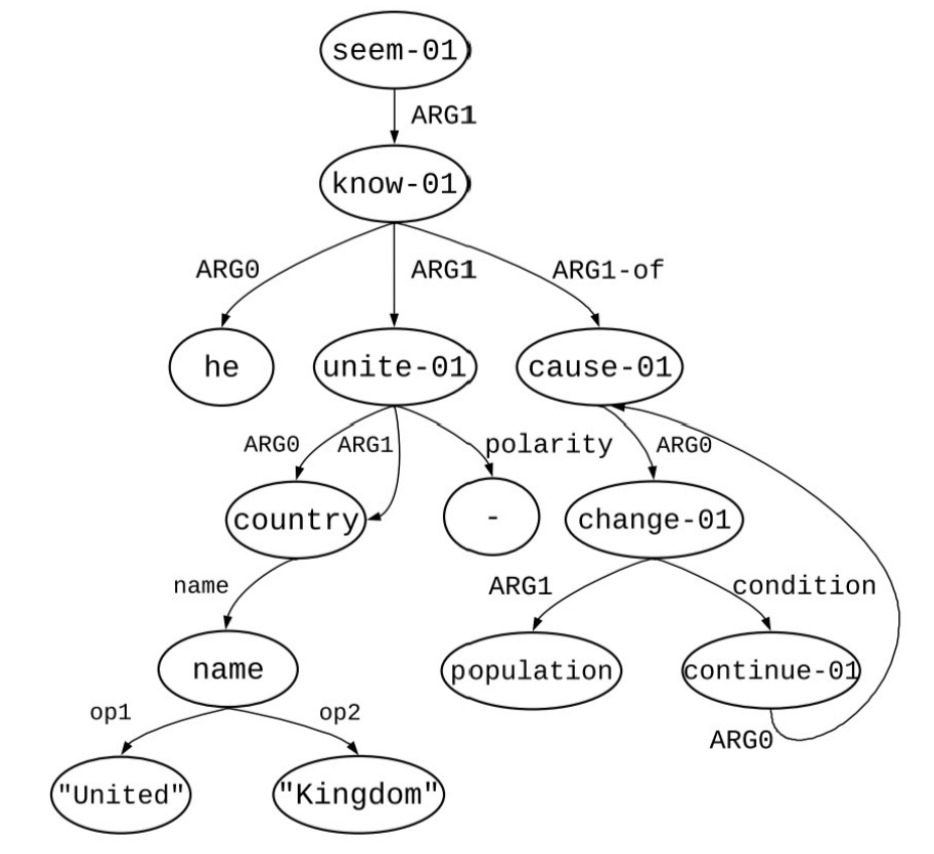 seem-01
ARG1
know-01
ARG0
ARG1
ARG1-of
he
unite-01
cause-01
ARG0
ARG1
polarity
ARG0
country
-
change-01
name
ARG1
condition
name
population
continue-01
op1
op2
ARG0
"United"
"Kingdom"